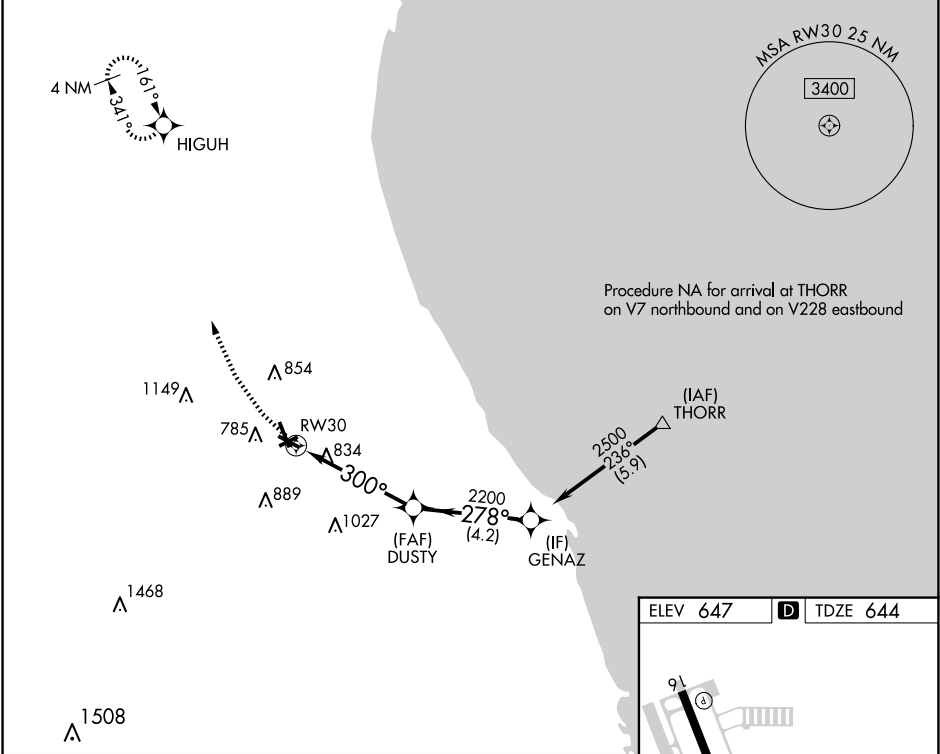 MSA RW30 25 NM
3400
4 NM
161°
341°
HIGUH
Procedure NA for arrival at THORR
on V7 northbound and on V228 eastbound
854
1149
(IAF)
THORR
785
RW30
834
2500
236°
(5.9)
300°
889
1027
2200
278°
(4.2)
(FAF)
DUSTY
(IF)
GENAZ
1468
1508
ELEV 647 D TDZE 644
16
P